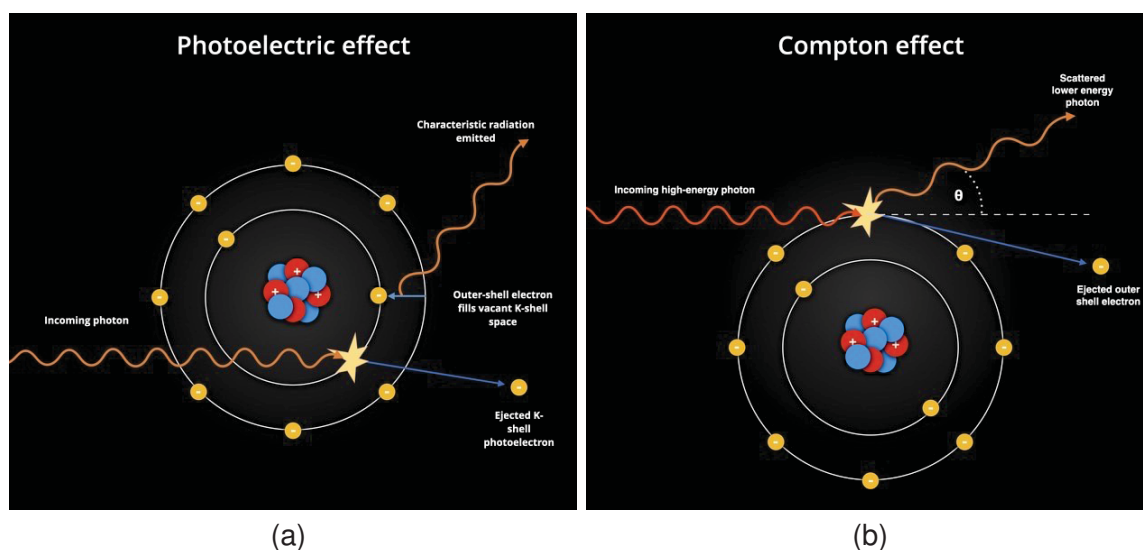 Photoelectric effect
Characteristic radiation
emitted
Incoming photon
Outer-shell electron
fills vacant K-shell
space
Ejected K-
shell
photoelectron
(a)
Compton effect
Scattered
lower energy
photon
Incoming high-energy photon
θ
Ejected outer
shell electron
(b)